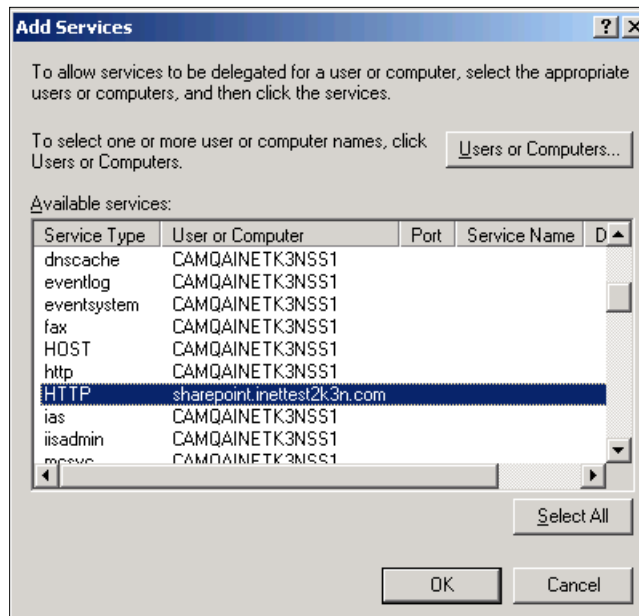 Add Services
To allow services to be delegated for a user or computer, select the appropriate
users or computers, and then click the services.
To select one or more user or computer names, click
Users or Computers.
Users or Computers...
Available services:
Service Type User or Computer Port Service Name D
dnscache CAMQAINETK3NSS1
eventlog CAMQAINETK3NSS1
eventsystem CAMQAINETK3NSS1
fax CAMQAINETK3NSS1
HOST CAMQAINETK3NSS1
http CAMQAINETK3NSS1
HTTP sharepoint.inettest2k3n.com
ias CAMQAINETK3NSS1
iisadmin CAMQAINETK3NSS1
mcsvc CAMQAINETK3NSS1
Select All
OK Cancel